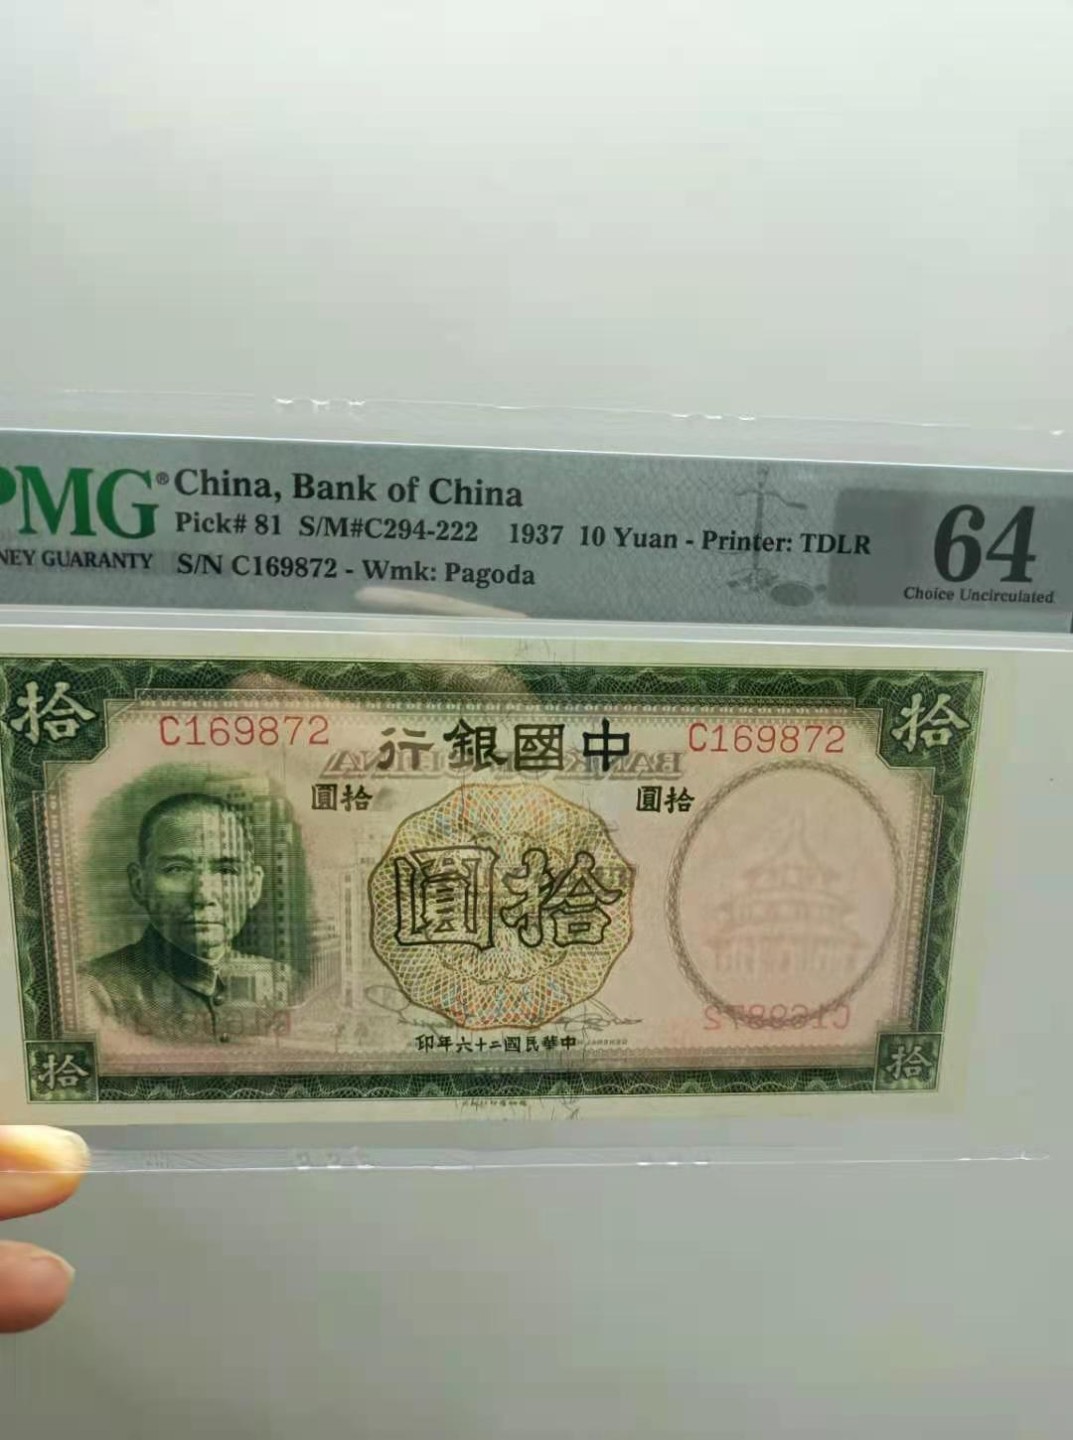 PMG® China, Bank of China
Pick# 81 S/M#C294-222 1937 10 Yuan - Printer: TDLR
NEY GUARANTY S/N C169872 - Wmk: Pagoda
64
Choice Uncirculated
拾 拾
C169872 行銀國中 C169872
圓拾 圓拾
圓拾
印年六十二國民華中
拾 拾